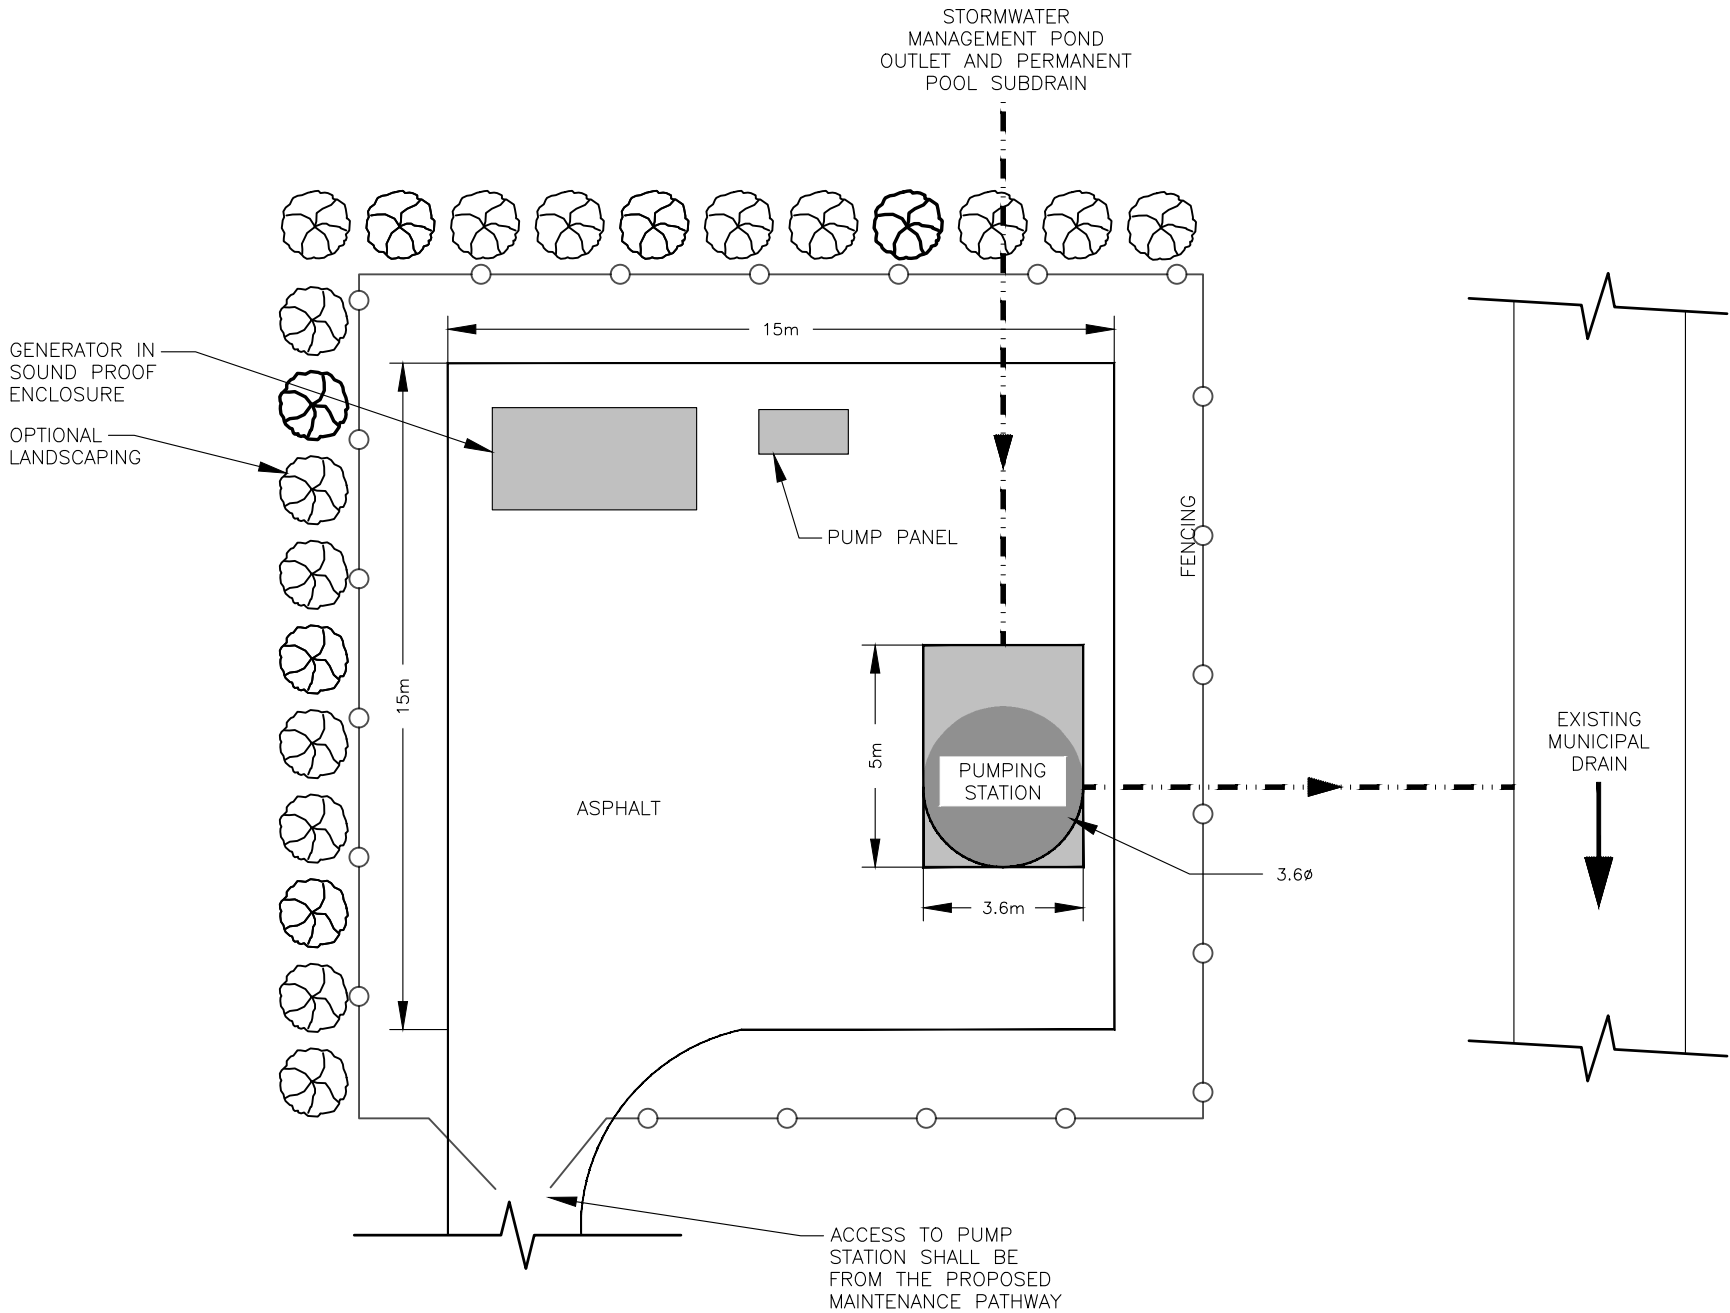 STORMWATER
MANAGEMENT POND
OUTLET AND PERMANENT
POOL SUBDRAIN
15m
GENERATOR IN
SOUND PROOF
ENCLOSURE
OPTIONAL
LANDSCAPING
PUMP PANEL
FENCING
15m
5m
PUMPING
STATION
EXISTING
MUNICIPAL
DRAIN
ASPHALT
3.6ø
3.6m
ACCESS TO PUMP
STATION SHALL BE
FROM THE PROPOSED
MAINTENANCE PATHWAY